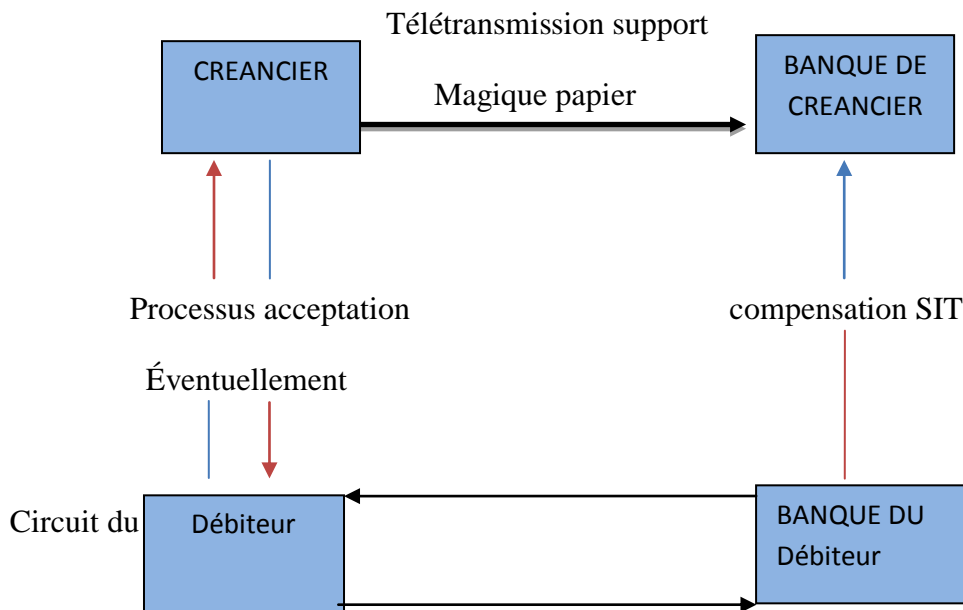 Télétransmission support
CREANCIER
BANQUE DE
CREANCIER
Magique papier
Processus acceptation
compensation SIT
Éventuellement
Circuit du
Débiteur
BANQUE DU
Débiteur